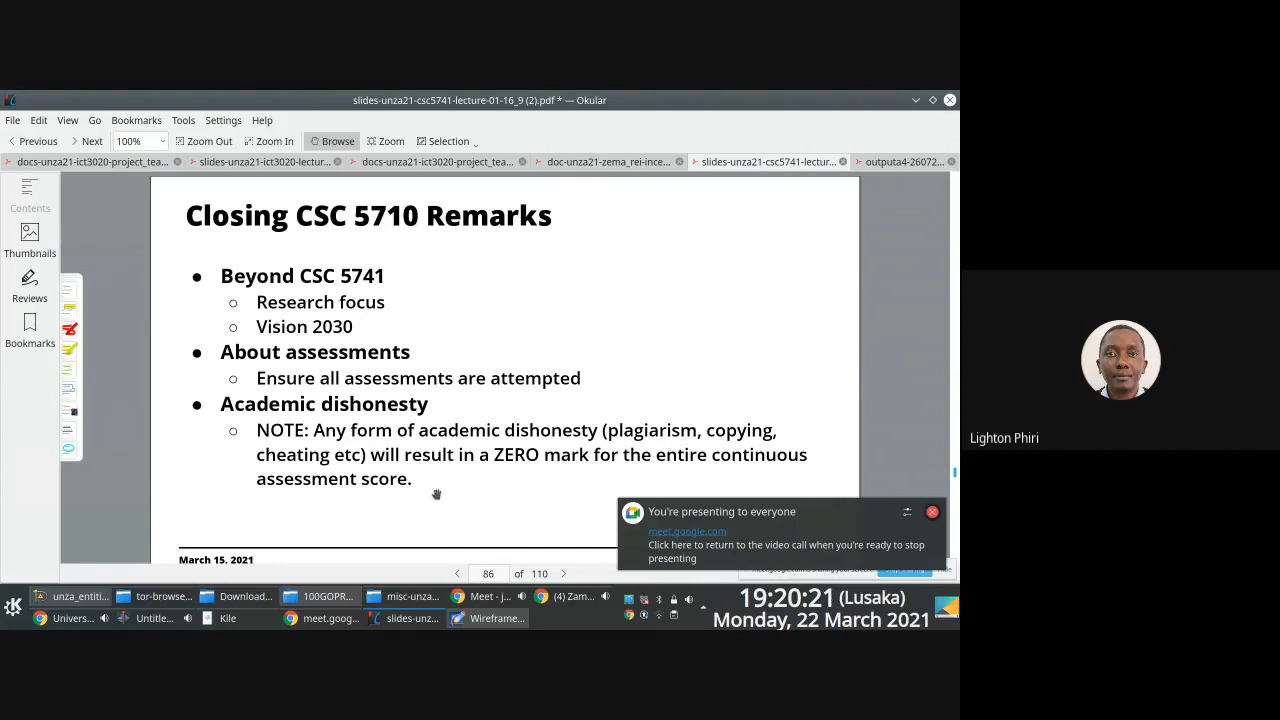 slides-unza21-csc5741-lecture-01-16_9 (2).pdf * — Okular
File Edit View Go Bookmarks Tools Settings Help
Previous Next 100% Zoom Out Zoom In Browse Zoom Selection
docs-unza21-ict3020-project_tea... slides-unza21-ict3020-lectur... docs-unza21-ict3020-project_tea... doc-unza21-zema_rei-ince... slides-unza21-csc5741-lectur... outputa4-26072...
Contents
Thumbnails
Reviews
Bookmarks
Closing CSC 5710 Remarks
● Beyond CSC 5741
○ Research focus
○ Vision 2030
● About assessments
○ Ensure all assessments are attempted
● Academic dishonesty
○ NOTE: Any form of academic dishonesty (plagiarism, copying,
cheating etc) will result in a ZERO mark for the entire continuous
assessment score.
March 15, 2021
You're presenting to everyone
meet.google.com
Click here to return to the video call when you're ready to stop
presenting
86 of 110
unza_entiti... tor-browse... Download... 100GOPR... misc-unza... Meet - j... (4) Zam...
Univers... Untitle... Kile meet.goog... slides-unz... Wireframe...
19:20:21 (Lusaka)
Monday, 22 March 2021
Lighton Phiri